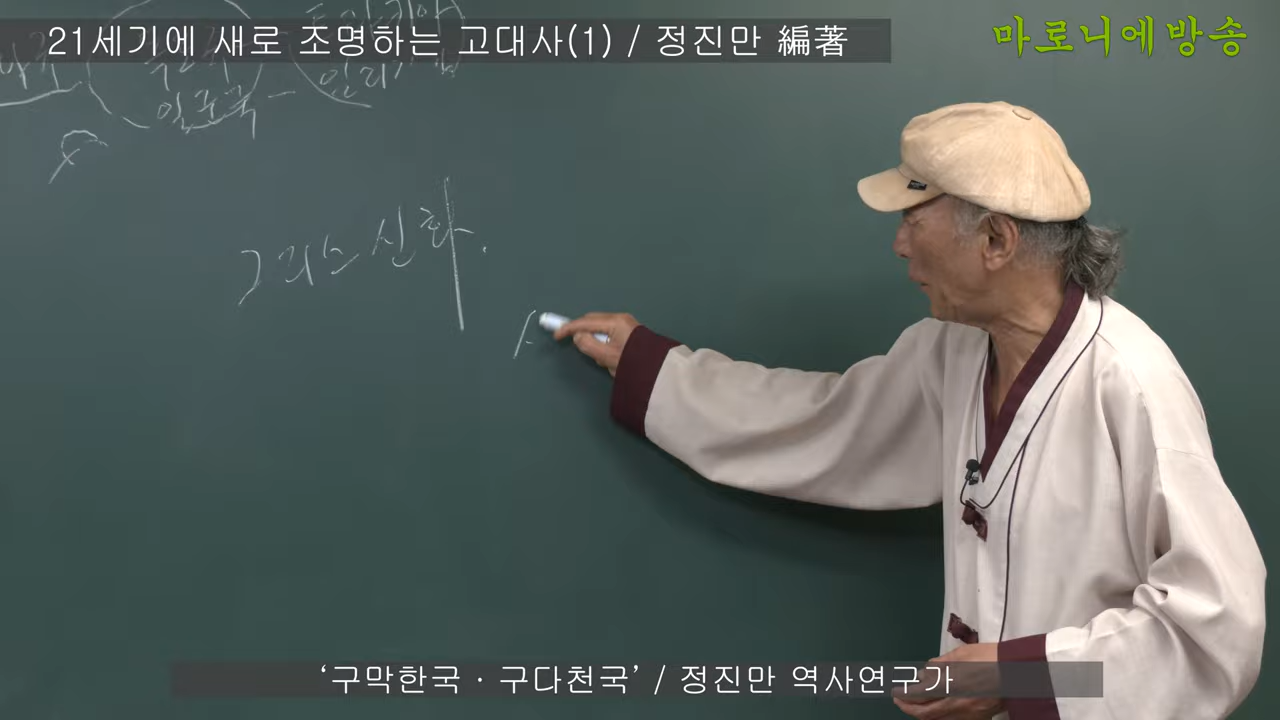 21세기에 새로 조명하는 고대사(1) / 정진만 編著
마로니에방송
그리스 신화.
‘구막한국 · 구다천국’ / 정진만 역사연구가